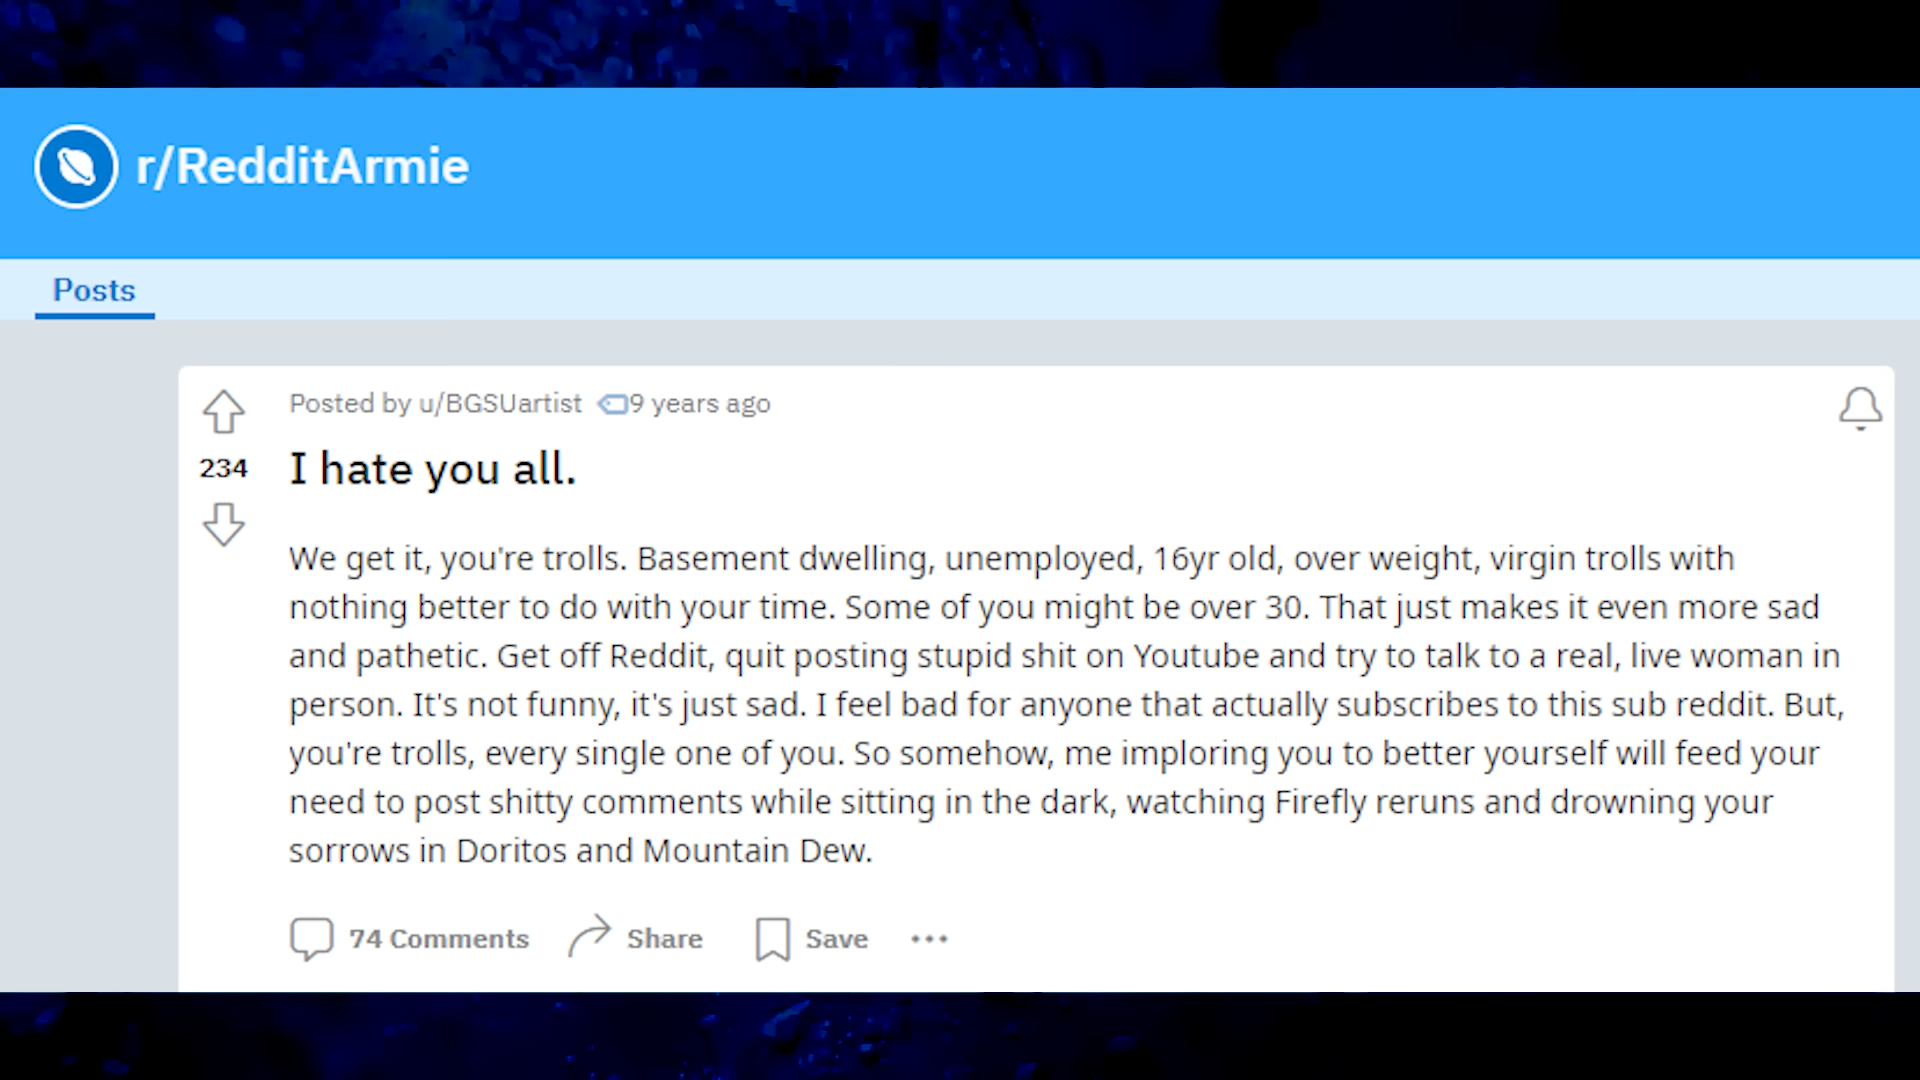 r/RedditArmie
Posts
Posted by u/BGSUartist 9 years ago
234
I hate you all.
We get it, you're trolls. Basement dwelling, unemployed, 16yr old, over weight, virgin trolls with
nothing better to do with your time. Some of you might be over 30. That just makes it even more sad
and pathetic. Get off Reddit, quit posting stupid shit on Youtube and try to talk to a real, live woman in
person. It's not funny, it's just sad. I feel bad for anyone that actually subscribes to this sub reddit. But,
you're trolls, every single one of you. So somehow, me imploring you to better yourself will feed your
need to post shitty comments while sitting in the dark, watching Firefly reruns and drowning your
sorrows in Doritos and Mountain Dew.
74 Comments Share Save ...